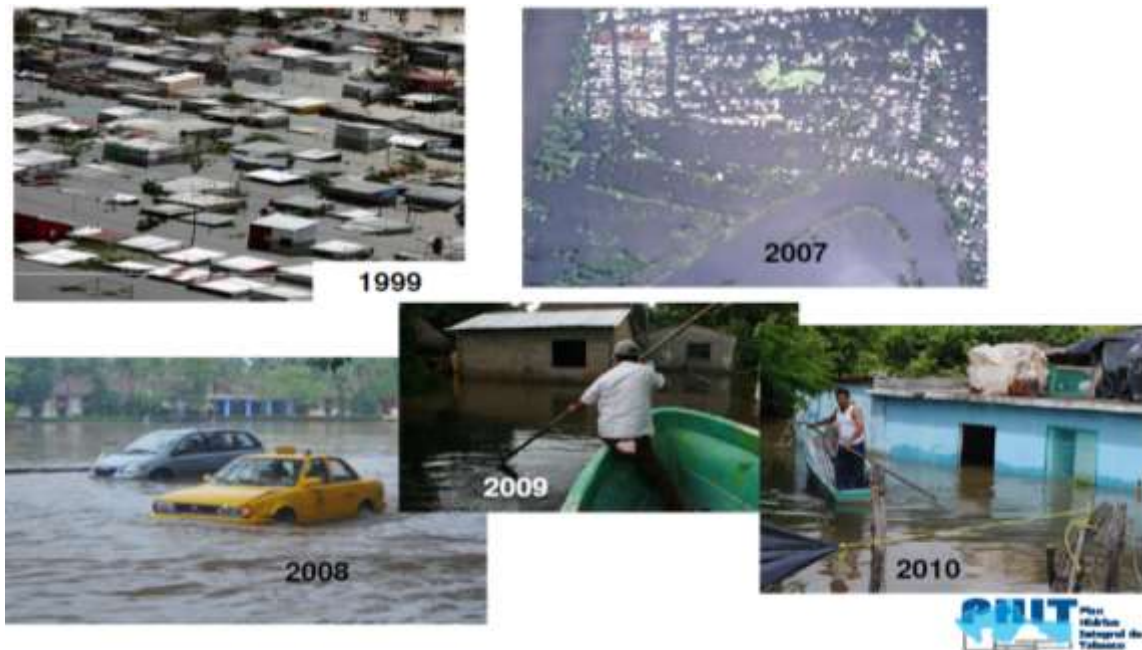 1999
2007
2009
2008
2010
PHIT
Plan
Hídrico
Integral de
Tabasco